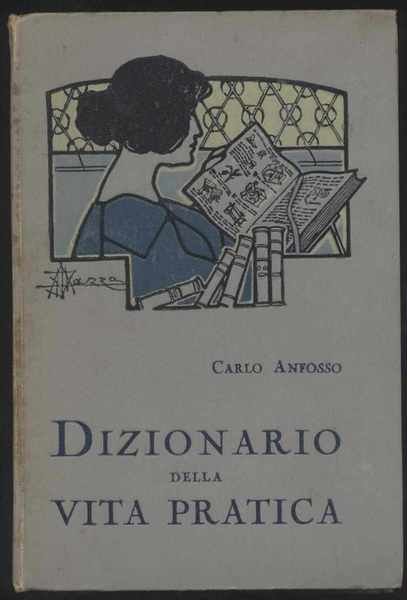 CARLO ANFOSSO
DIZIONARIO
DELLA
VITA PRATICA